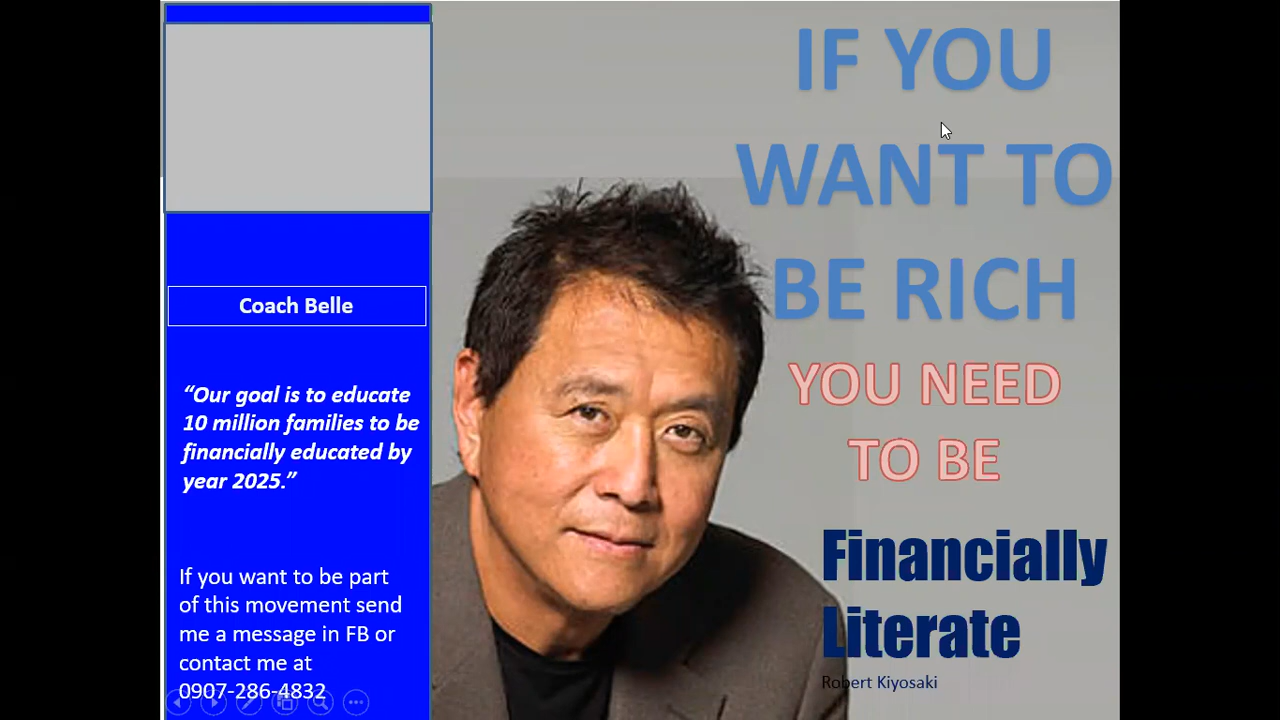 Coach Belle
“Our goal is to educate
10 million families to be
financially educated by
year 2025.”
If you want to be part
of this movement send
me a message in FB or
contact me at
0907-286-4832
IF YOU
WANT TO
BE RICH
YOU NEED
TO BE
Financially
Literate
Robert Kiyosaki